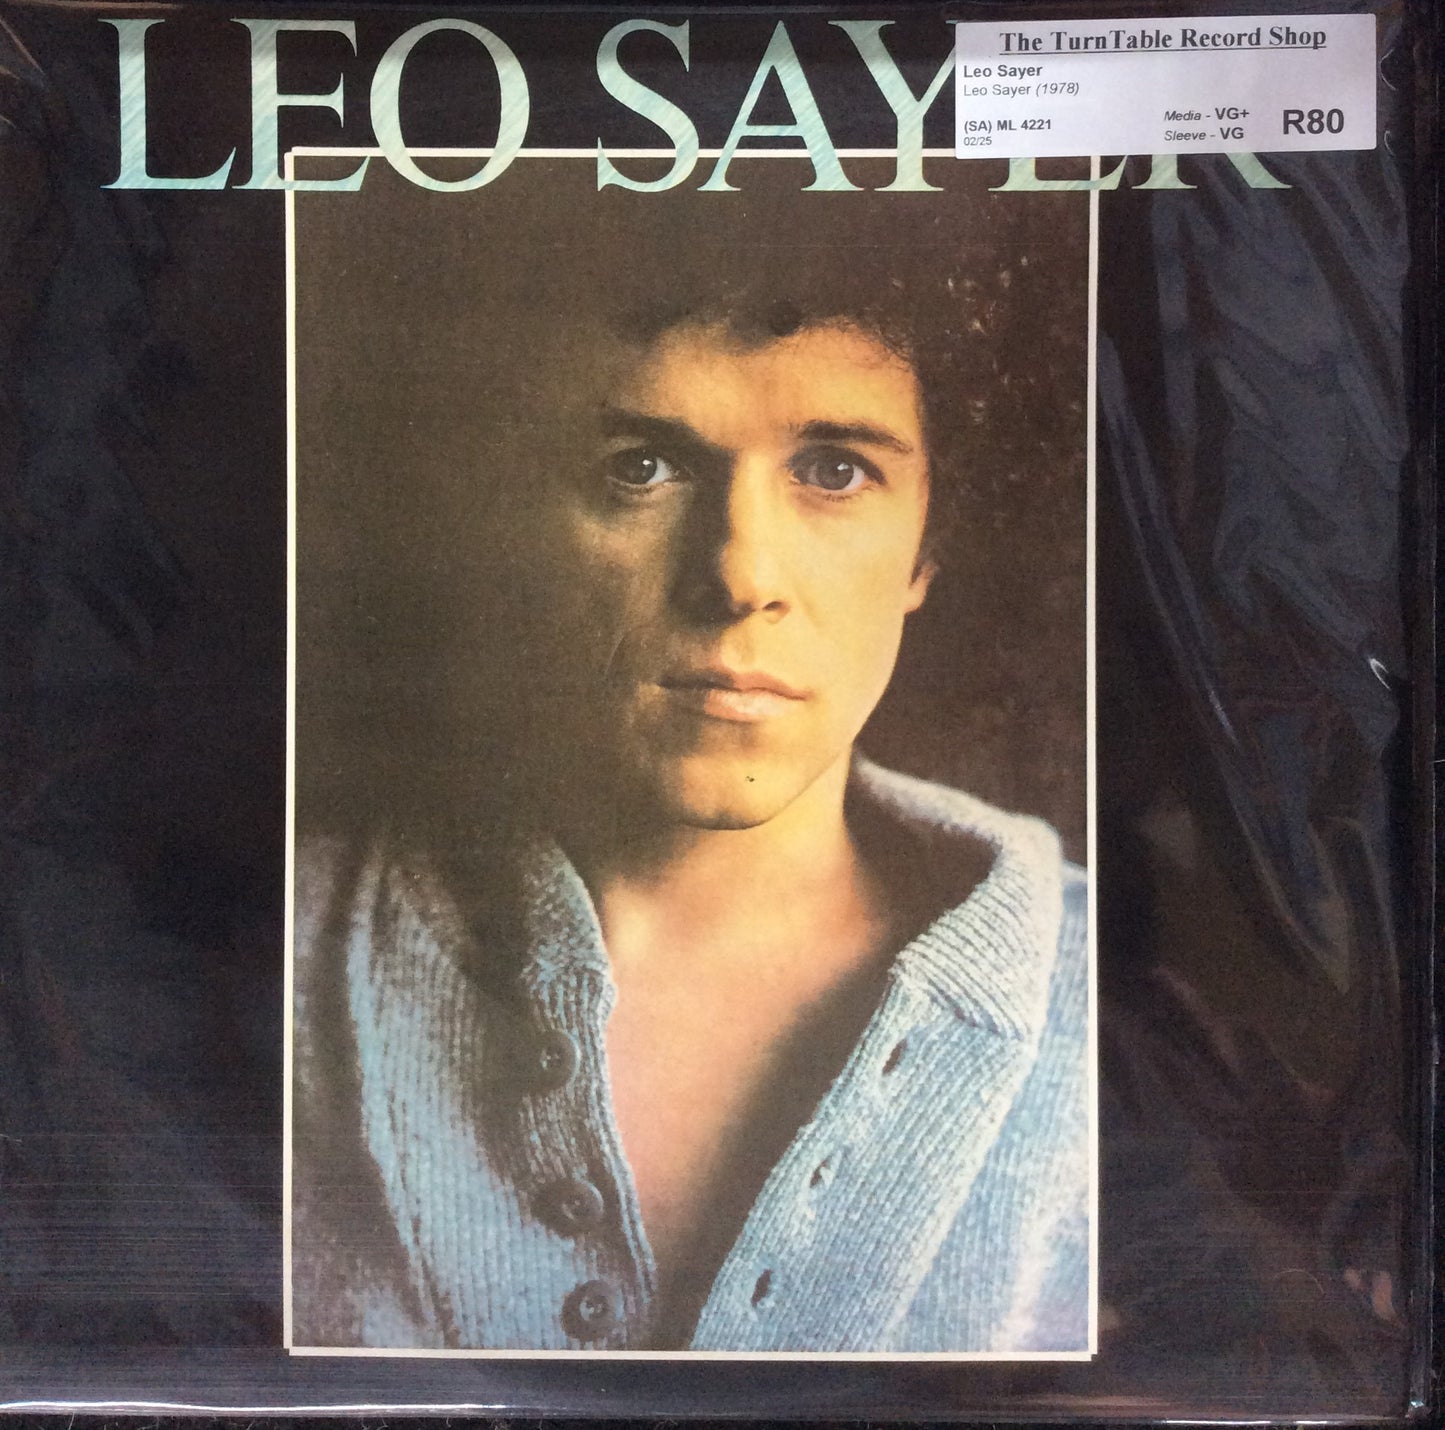 LEO SAYER
The TurnTable Record Shop
Leo Sayer
Leo Sayer (1978)
(SA) ML 4221
02/25
Media - VG+
Sleeve - VG
R80